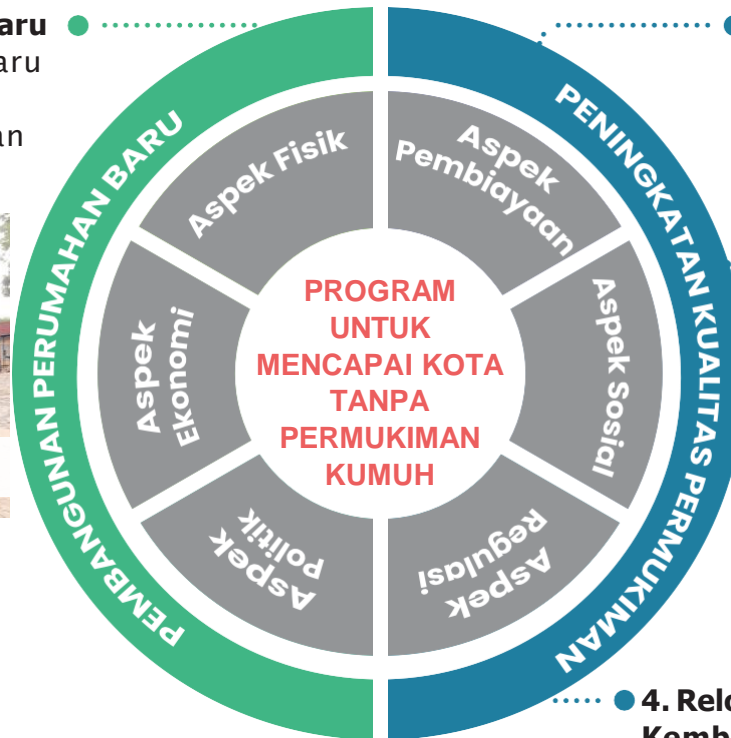 aru
aru
an
PEMBANGUNAN PERUMAHAN BARU
PENINGKATAN KUALITAS PERMUKIMAN
Aspek Fisik
Aspek
Pembiayaan
Aspek
Ekonomi
Aspek Sosial
Aspek
Politik
Aspek
Regulasi
PROGRAM
UNTUK
MENCAPAI KOTA
TANPA
PERMUKIMAN
KUMUH
4. Relo
Kemb